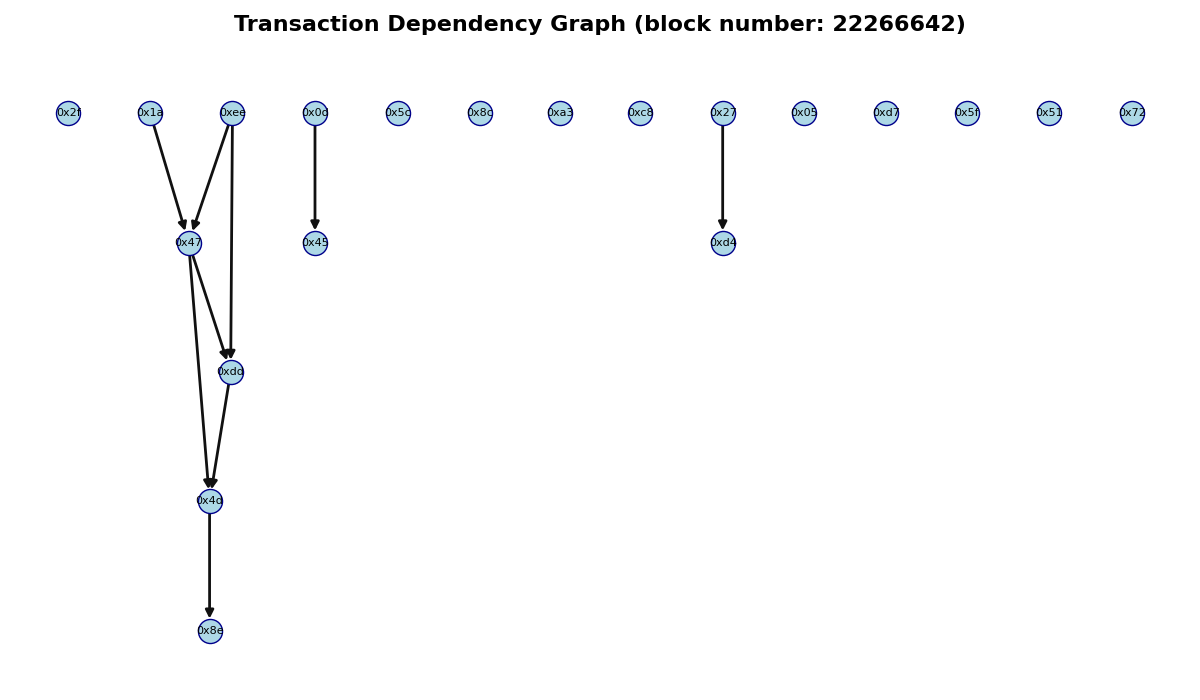 Transaction Dependency Graph (block number: 22266642)
0x2f 0x1a 0xee 0x0d 0x5c 0x8c 0xa3 0xc8 0x27 0x05 0xd7 0x5f 0x51 0x72
0x47 0x45 0xd4
0xdd
0x4d
0x8e